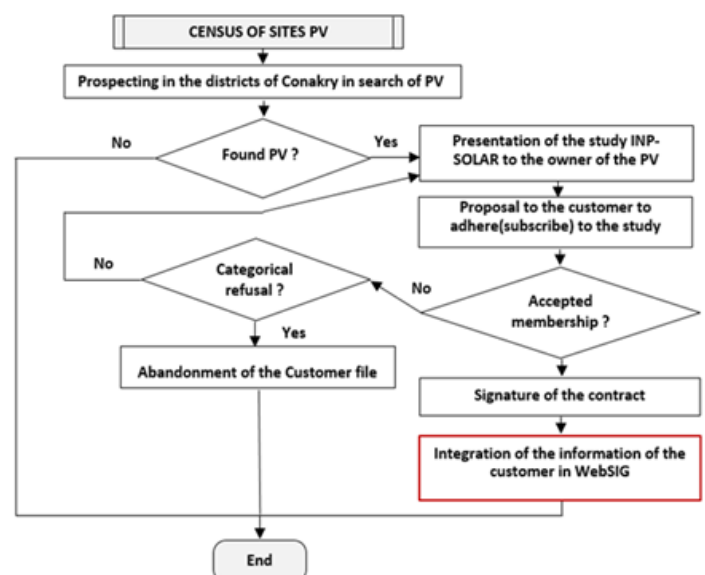 CENSUS OF SITES PV
Prospecting in the districts of Conakry in search of PV
No
Found PV ?
Yes
Presentation of the study INP-
SOLAR to the owner of the PV
Proposal to the customer to
adhere(subscribe) to the study
No
Categorical
refusal ?
No
Accepted
membership ?
Yes
Abandonment of the Customer file
Signature of the contract
Integration of the information of the
customer in WebSIG
End